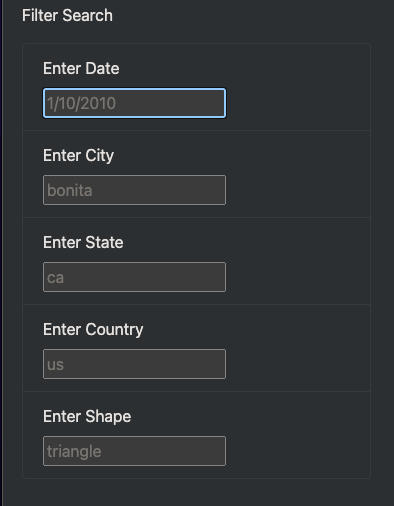 Filter Search
Enter Date
1/10/2010
Enter City
bonita
Enter State
ca
Enter Country
us
Enter Shape
triangle